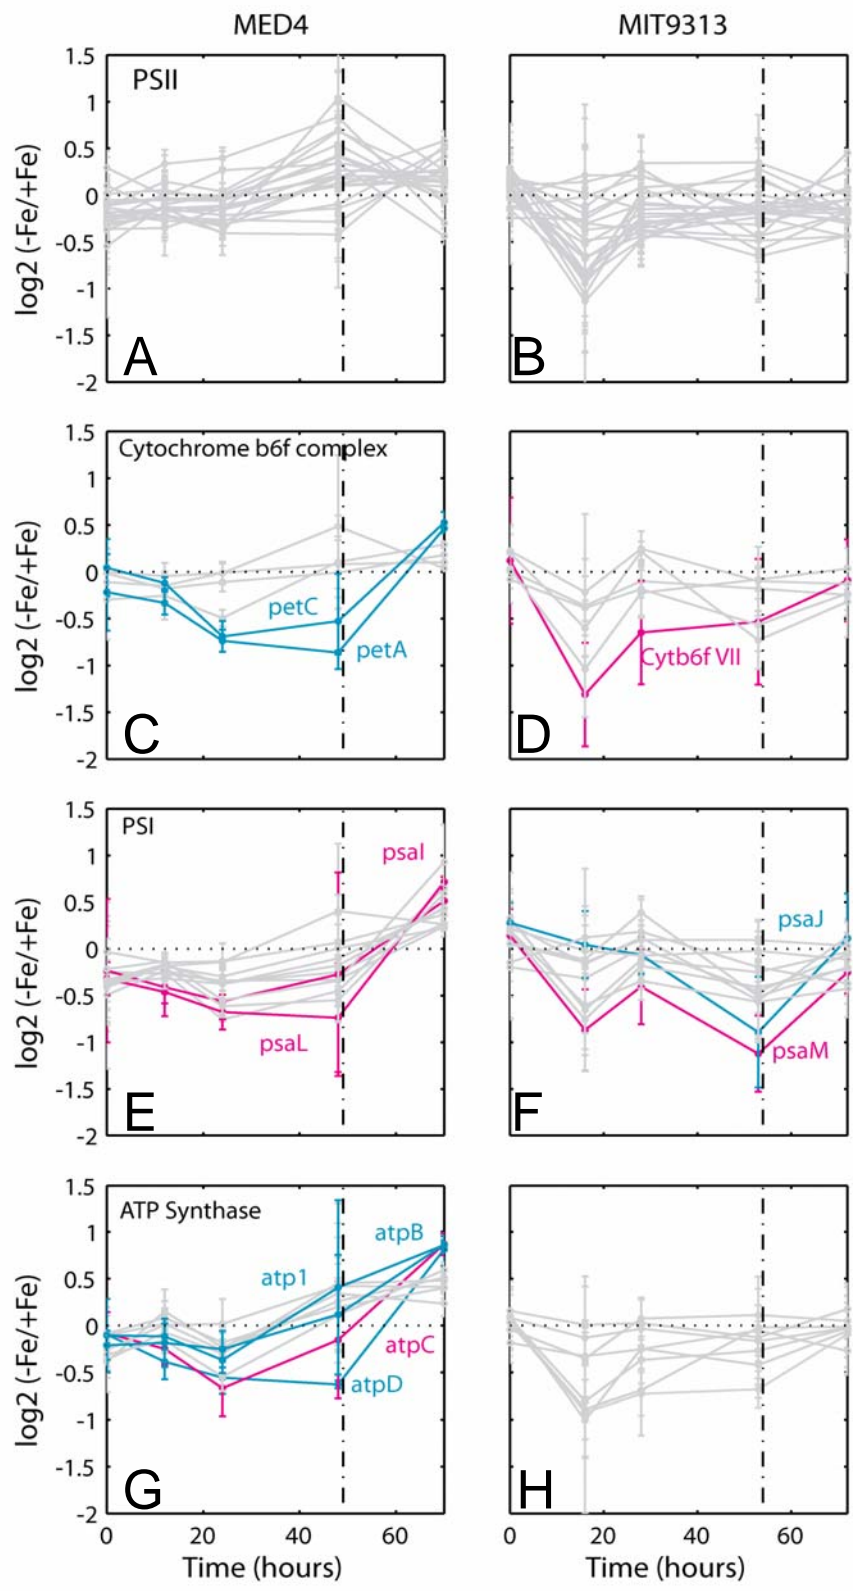 MED4 MIT9313
1.5
PSII
1
0.5
0
-0.5
-1
-1.5
-2
log2 (-Fe/+Fe)
A B
1.5
Cytochrome b6f complex
1
0.5
0
-0.5
-1
-1.5
-2
log2 (-Fe/+Fe)
petC
petA
Cytb6f VII
C D
1.5
PSI
1
0.5
0
-0.5
-1
-1.5
-2
log2 (-Fe/+Fe)
psaI
psaL
psaJ
psaM
E F
1.5
ATP Synthase
1
0.5
0
-0.5
-1
-1.5
-2
log2 (-Fe/+Fe)
atpB
atp1
atpC
atpD
G H
0 20 40 60 0 20 40 60
Time (hours) Time (hours)